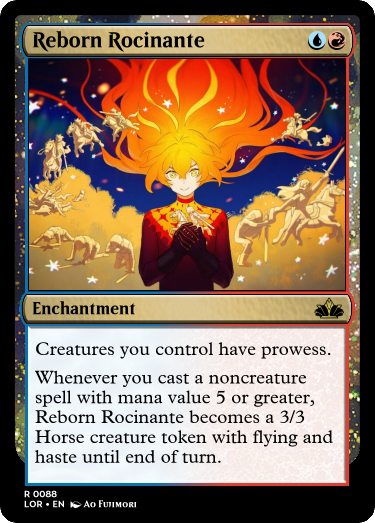 Reborn Rocinante
Enchantment
Creatures you control have prowess.
Whenever you cast a noncreature
spell with mana value 5 or greater,
Reborn Rocinante becomes a 3/3
Horse creature token with flying and
haste until end of turn.
R 0088
LOR • EN Ao Fujimori